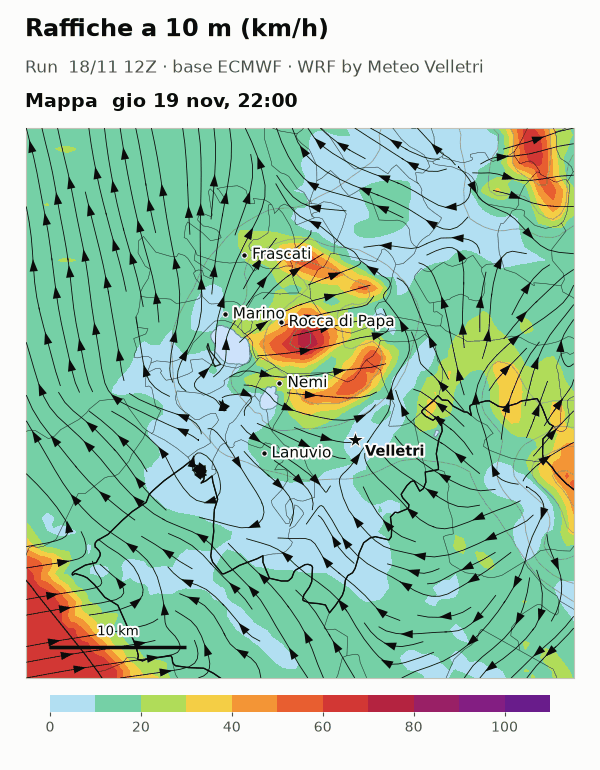 Raffiche a 10 m (km/h)
Run  18/11 12Z · base ECMWF · WRF by Meteo Velletri
Mappa  gio 19 nov, 22:00
Frascati
Marino
Rocca di Papa
Nemi
Velletri
Lanuvio
10 km
0 20 40 60 80 100